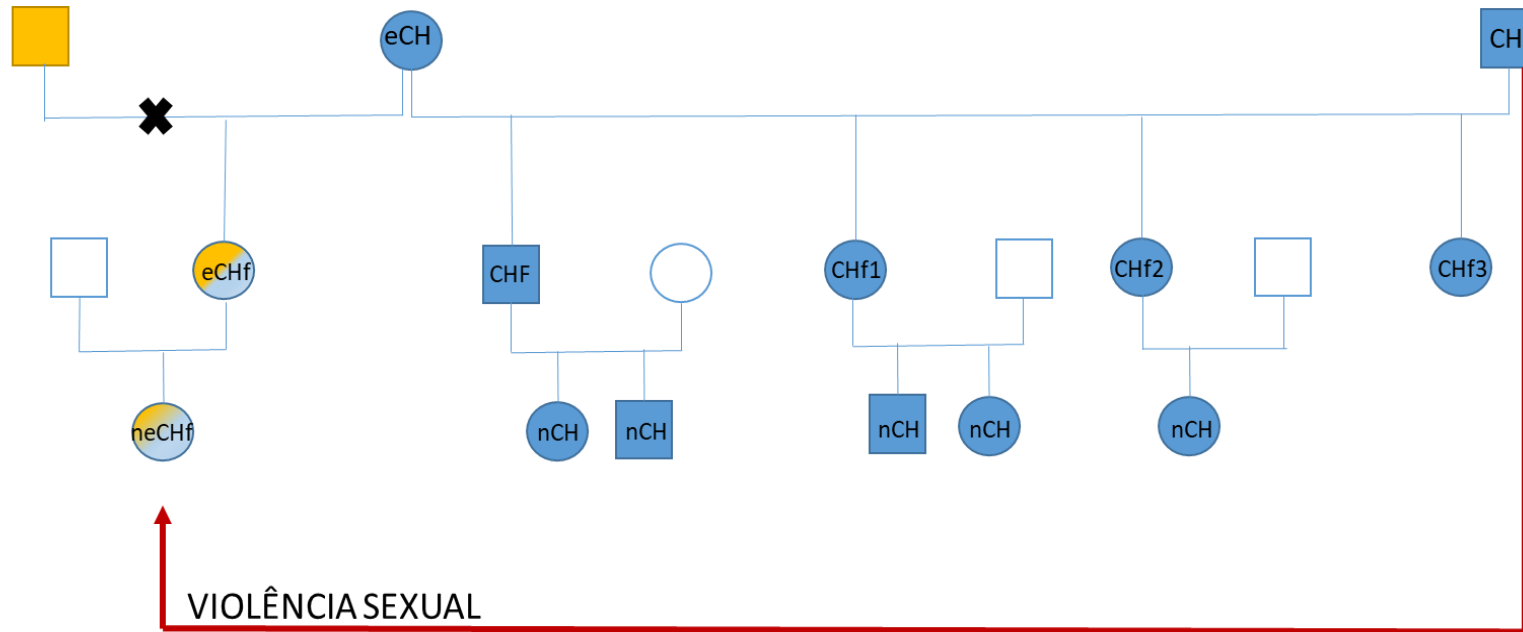 eCH
CH
eCHf
CHF
CHf1
CHf2
CHf3
neCHf
nCH
nCH
nCH
nCH
nCH
VIOLÊNCIA SEXUAL